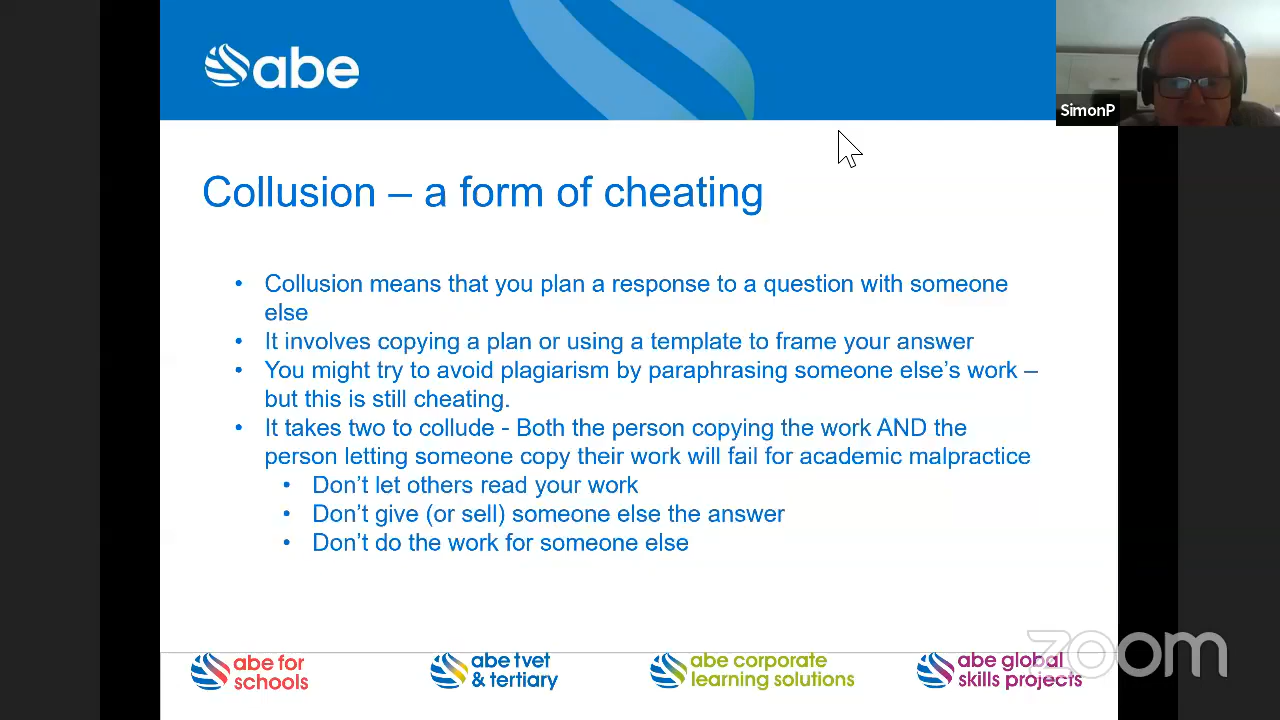 abe
SimonP
Collusion – a form of cheating
• Collusion means that you plan a response to a question with someone
else
• It involves copying a plan or using a template to frame your answer
• You might try to avoid plagiarism by paraphrasing someone else’s work –
but this is still cheating.
• It takes two to collude - Both the person copying the work AND the
person letting someone copy their work will fail for academic malpractice
• Don’t let others read your work
• Don’t give (or sell) someone else the answer
• Don’t do the work for someone else
abe for
schools
abe tvet
& tertiary
abe corporate
learning solutions
abe global
skills projects
zoom